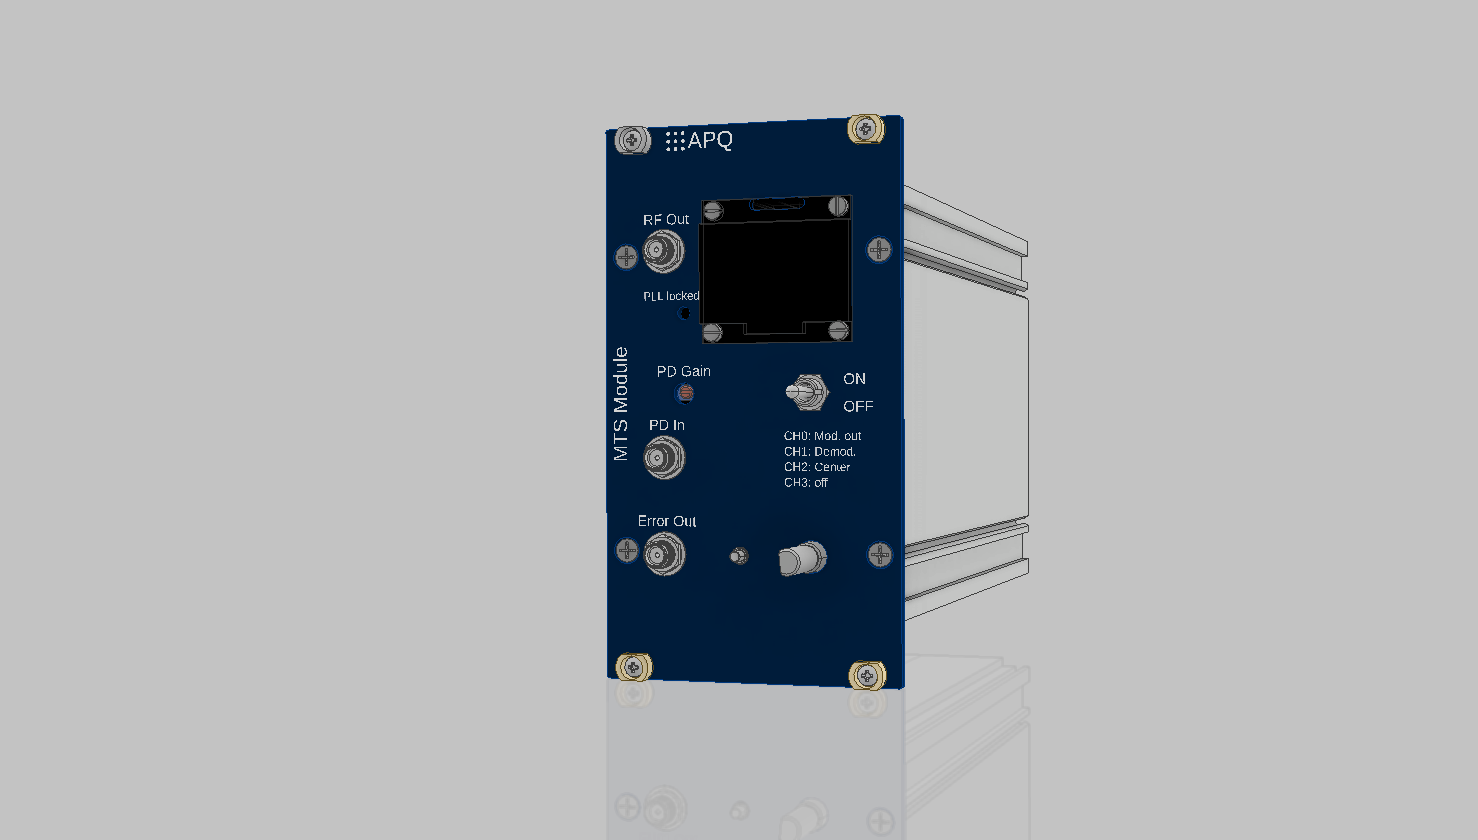 APQ
RF Out
PLL locked
MTS Module
PD Gain
ON
OFF
PD In
CH0: Mod. out
CH1: Demod.
CH2: Center
CH3: off
Error Out